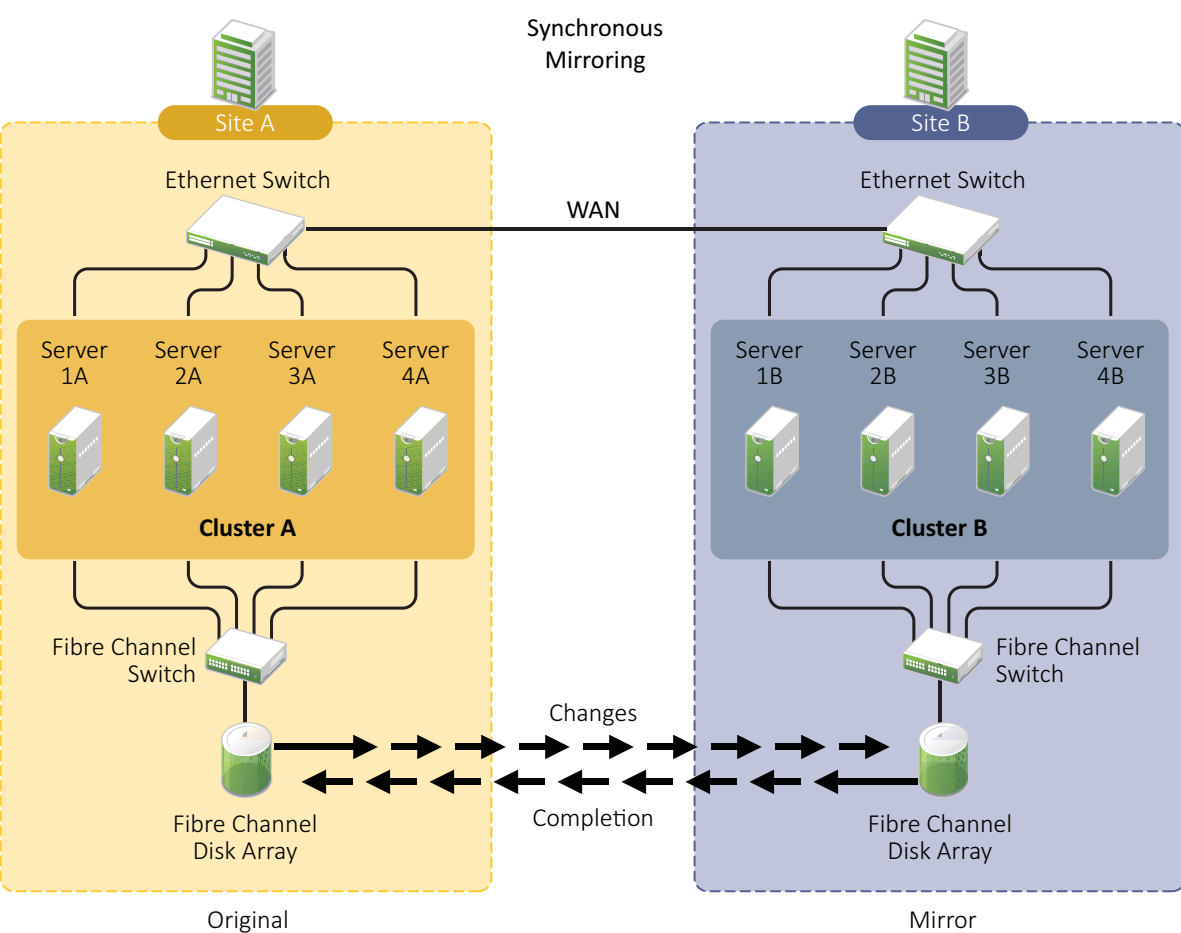 Synchronous
Mirroring
Site A
Site B
Ethernet Switch
Ethernet Switch
WAN
Server
1A
Server
2A
Server
3A
Server
4A
Cluster A
Server
1B
Server
2B
Server
3B
Server
4B
Cluster B
Fibre Channel
Switch
Fibre Channel
Switch
Changes
Completion
Fibre Channel
Disk Array
Fibre Channel
Disk Array
Original
Mirror